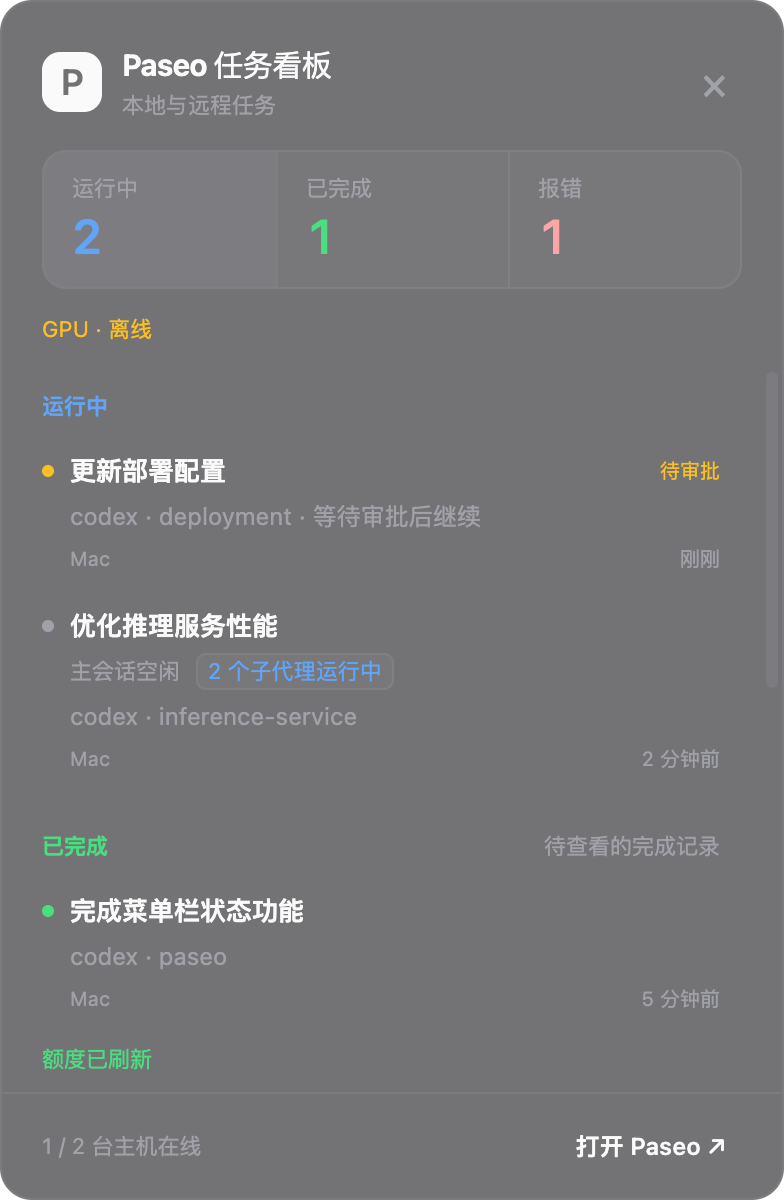 P
Paseo 任务看板
本地与远程任务
×
运行中 已完成 报错
2 1 1
GPU · 离线
运行中
更新部署配置 待审批
codex · deployment · 等待审批后继续
Mac 刚刚
优化推理服务性能
主会话空闲 2 个子代理运行中
codex · inference-service
Mac 2 分钟前
已完成 待查看的完成记录
完成菜单栏状态功能
codex · paseo
Mac 5 分钟前
额度已刷新
1 / 2 台主机在线 打开 Paseo ↗